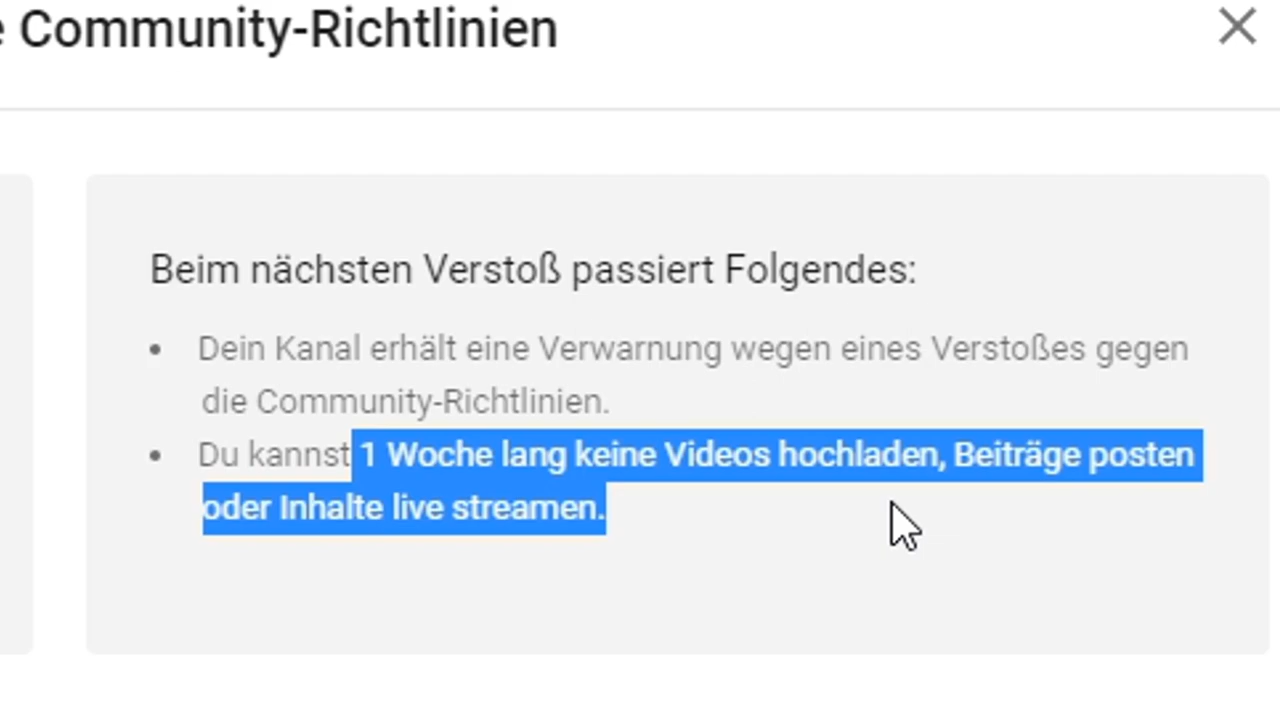 e Community-Richtlinien
Beim nächsten Verstoß passiert Folgendes:
• Dein Kanal erhält eine Verwarnung wegen eines Verstoßes gegen
die Community-Richtlinien.
• Du kannst 1 Woche lang keine Videos hochladen, Beiträge posten
oder Inhalte live streamen.